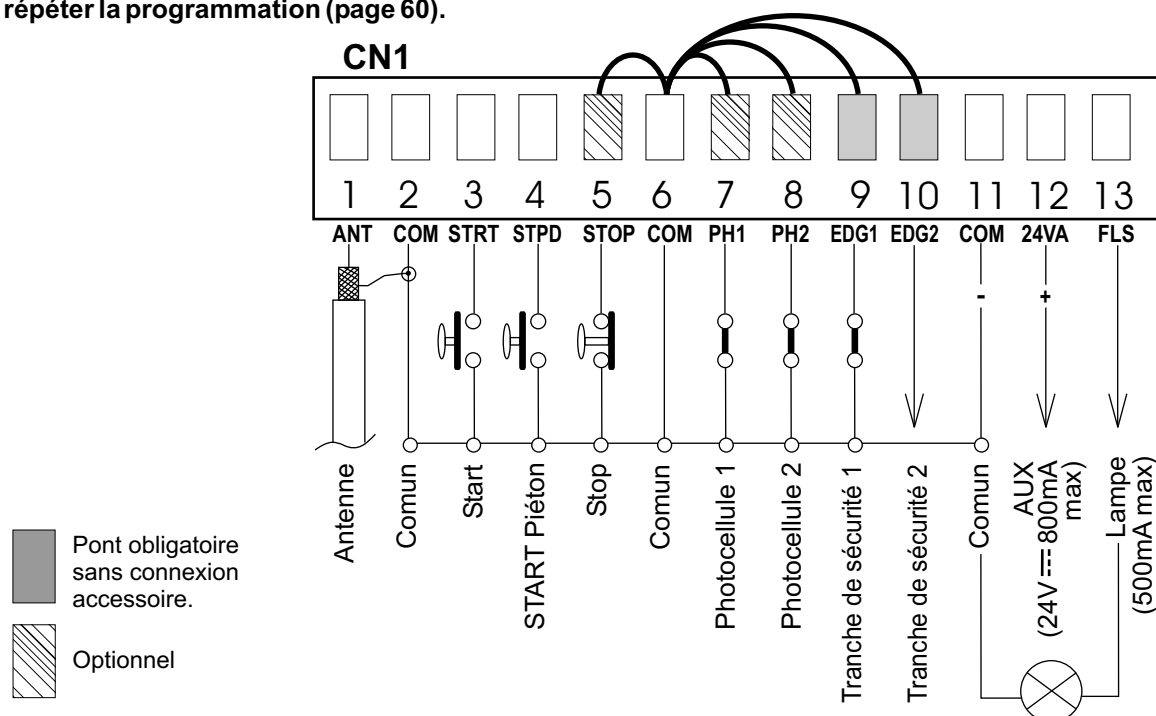 répéter la programmation (page 60).
CN1
1 2 3 4 5 6 7 8 9 10 11 12 13
ANT COM STRT STPD STOP COM PH1 PH2 EDG1 EDG2 COM 24VA FLS
- +
Antenne
Comun
Start
START Piéton
Stop
Comun
Photocellule 1
Photocellule 2
Tranche de sécurité 1
Tranche de sécurité 2
Comun
AUX
(24V ⎓ 800mA
max)
Lampe
(500mA max)
Pont obligatoire
sans connexion
accessoire.
Optionnel